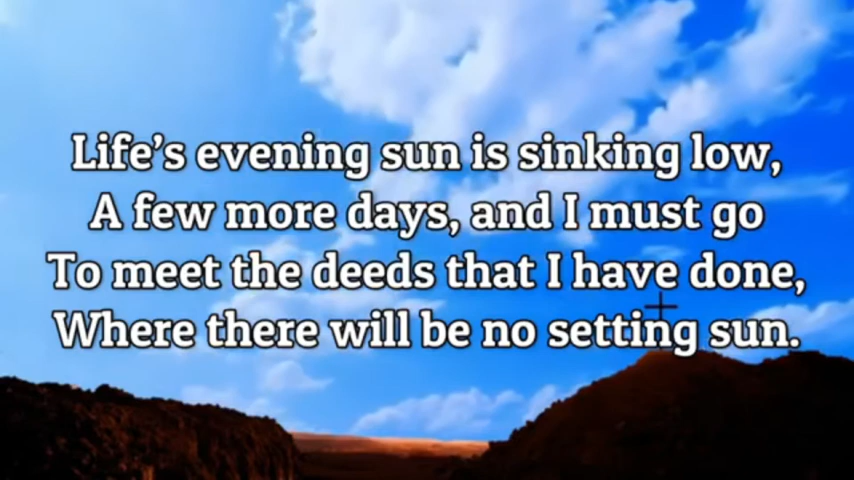 Life’s evening sun is sinking low,
A few more days, and I must go
To meet the deeds that I have done,
Where there will be no setting sun.